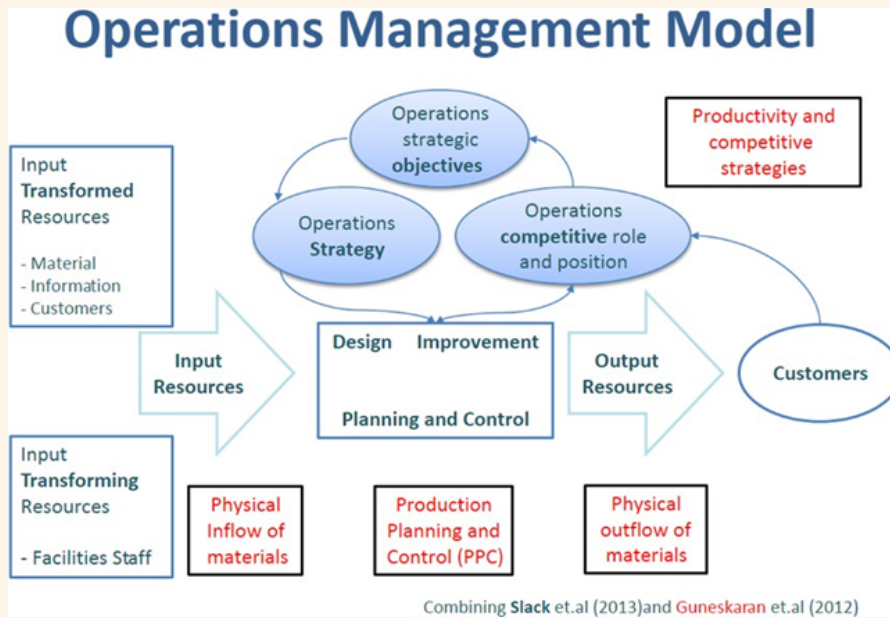 Operations Management Model
Operations
strategic
objectives
Productivity and
competitive
strategies
Input
Transformed
Resources
- Material
- Information
- Customers
Operations
Strategy
Operations
competitive role
and position
Input
Resources
Design Improvement
Planning and Control
Output
Resources
Customers
Input
Transforming
Resources
- Facilities Staff
Physical
Inflow of
materials
Production
Planning and
Control (PPC)
Physical
outflow of
materials
Combining Slack et.al (2013)and Guneskaran et.al (2012)